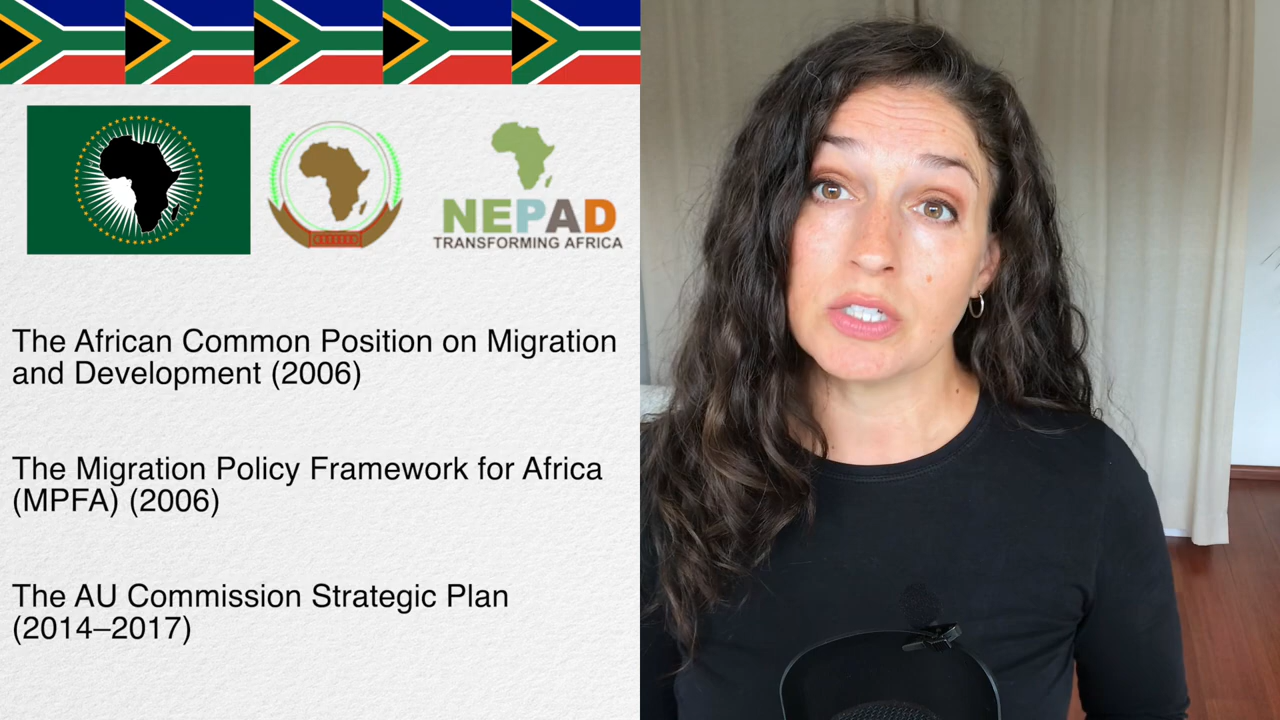 NEPAD
TRANSFORMING AFRICA
The African Common Position on Migration
and Development (2006)
The Migration Policy Framework for Africa
(MPFA) (2006)
The AU Commission Strategic Plan
(2014–2017)